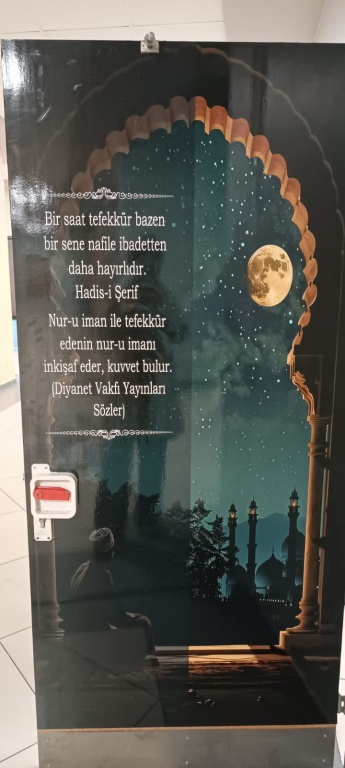 Bir saat tefekkür bazen
bir sene nafile ibadetten
daha hayırlıdır.
Hadis-i Şerif
Nur-u iman ile tefekkür
edenin nur-u imanı
inkişaf eder, kuvvet bulur.
(Diyanet Vakfı Yayınları
Sözler)